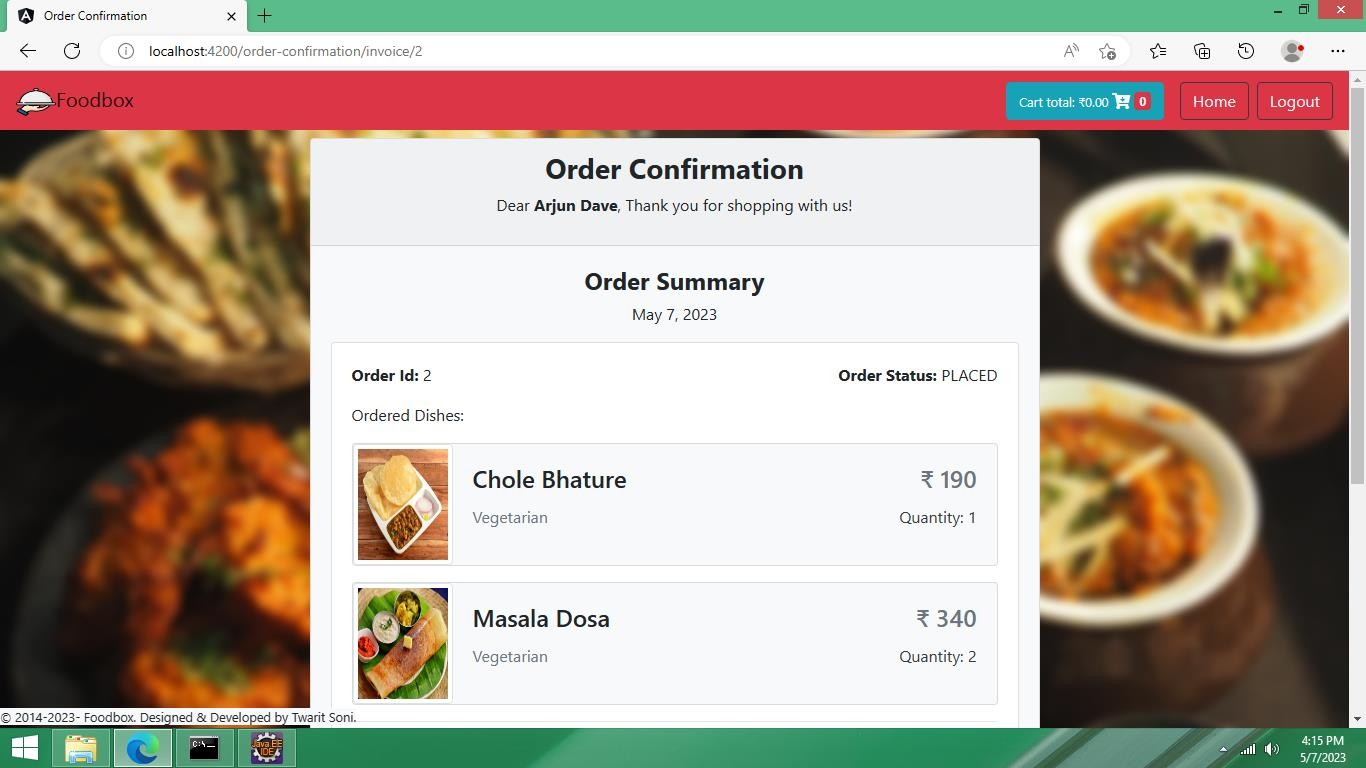 Order Confirmation
localhost:4200/order-confirmation/invoice/2
Foodbox
Cart total: ₹0.00 0 Home Logout
Order Confirmation
Dear Arjun Dave, Thank you for shopping with us!
Order Summary
May 7, 2023
Order Id: 2 Order Status: PLACED
Ordered Dishes:
Chole Bhature ₹ 190
Vegetarian Quantity: 1
Masala Dosa ₹ 340
Vegetarian Quantity: 2
© 2014-2023- Foodbox. Designed & Developed by Twarit Soni.
C:\_
Java EE
IDE
4:15 PM
5/7/2023